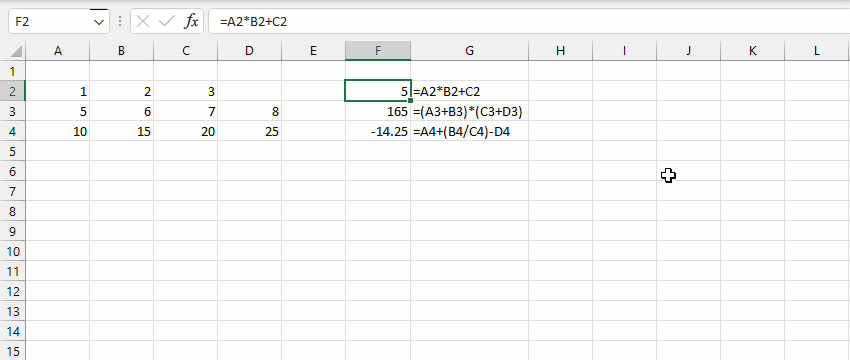 F2 fx =A2*B2+C2
A B C D E F G H I J K L
1
2 1 2 3 5 =A2*B2+C2
3 5 6 7 8 165 =(A3+B3)*(C3+D3)
4 10 15 20 25 -14.25 =A4+(B4/C4)-D4
5
6
7
8
9
10
11
12
13
14
15